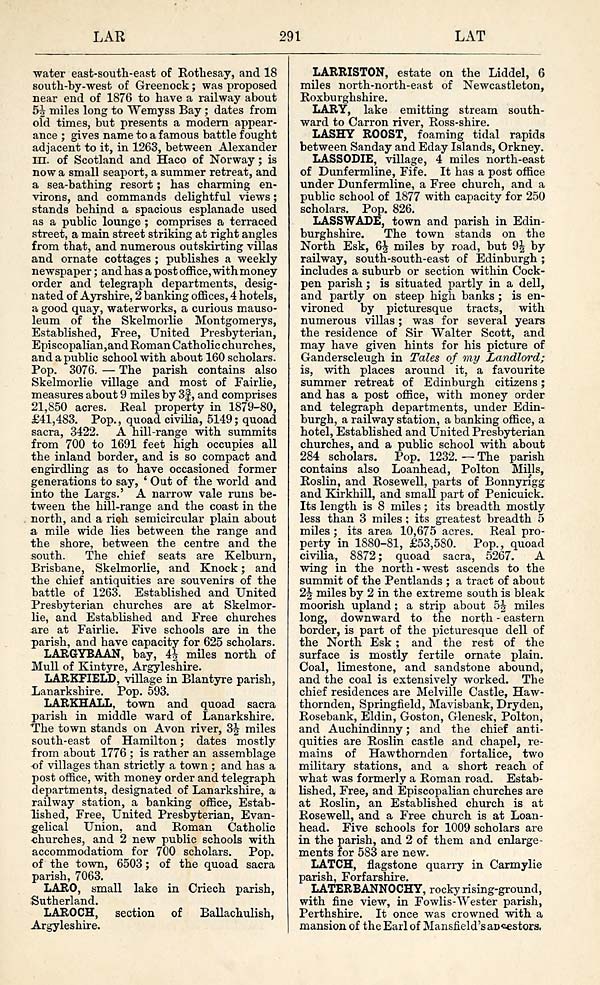 LAR 291 LAT
water east-south-east of Rothesay, and 18
south-by-west of Greenock; was proposed
near end of 1876 to have a railway about
5½ miles long to Wemyss Bay; dates from
old times, but presents a modern appear-
ance; gives name to a famous battle fought
adjacent to it, in 1263, between Alexander
III. of Scotland and Haco of Norway; is
now a small seaport, a summer retreat, and
a sea-bathing resort; has charming en-
virons, and commands delightful views;
stands behind a spacious esplanade used
as a public lounge; comprises a terraced
street, a main street striking at right angles
from that, and numerous outskirting villas
and ornate cottages; publishes a weekly
newspaper; and has a post office, with money
order and telegraph departments, desig-
nated of Ayrshire, 2 banking offices, 4 hotels,
a good quay, waterworks, a curious mauso-
leum of the Skelmorlie Montgomerys,
Established, Free, United Presbyterian,
Episcopalian, and Roman Catholic churches,
and a public school with about 160 scholars.
Pop. 3076. — The parish contains also
Skelmorlie village and most of Fairlie,
measures about 9 miles by 3¾, and comprises
21,850 acres. Real property in 1879-80,
£41,483. Pop., quoad civilia, 5149; quoad
sacra, 3422. A hill-range with summits
from 700 to 1691 feet high occupies all
the inland border, and is so compact and
engirdling as to have occasioned former
generations to say, 'Out of the world and
into the Largs.' A narrow vale runs be-
tween the hill-range and the coast in the
north, and a rich semicircular plain about
a mile wide lies between the range and
the shore, between the centre and the
south. The chief seats are Kelburn,
Brisbane, Skelmorlie, and Knock; and
the chief antiquities are souvenirs of the
battle of 1263. Established and United
Presbyterian churches are at Skelmor-
lie, and Established and Free churches
are at Fairlie. Five schools are in the
parish, and have capacity for 625 scholars.
LARGYBAAN, bay, 4½ miles north of
Mull of Kintyre, Argyleshire.
LARKFIELD, village in Blantyre parish,
Lanarkshire. Pop. 593.
LARKHALL, town and quoad sacra
parish in middle ward of Lanarkshire.
The town stands on Avon river, 3½ miles
south-east of Hamilton; dates mostly
from about 1776; is rather an assemblage
of villages than strictly a town; and has a
post office, with money order and telegraph
departments, designated of Lanarkshire, a
railway station, a banking office, Estab-
lished, Free, United Presbyterian, Evan-
gelical Union, and Roman Catholic
churches, and 2 new public schools with
accommodation for 700 scholars. Pop.
of the town, 6503; of the quoad sacra
parish, 7063.
LARO, small lake in Criech parish,
Sutherland.
LAROCH, section of Ballachulish,
Argyleshire.
LARRISTON, estate on the Liddel, 6
miles north-north-east of Newcastleton,
Roxburghshire.
LARY, lake emitting stream south-
ward to Carron river, Ross-shire.
LASHY ROOST, foaming tidal rapids
between Sanday and Eday Islands, Orkney.
LASSODIE, village, 4 miles north-east
of Dunfermline, Fife. It has a post office
under Dunfermline, a Free church, and a
public school of 1877 with capacity for 250
scholars. Pop. 826.
LASSWADE, town and parish in Edin-
burghshire. The town stands on the
North Esk, 6½ miles by road, but 9½ by
railway, south-south-east of Edinburgh;
includes a suburb or section within Cock-
pen parish; is situated partly in a dell,
and partly on steep high banks; is en-
vironed by picturesque tracts, with
numerous villas; was for several years
the residence of Sir Walter Scott, and
may have given hints for his picture of
Ganderscleugh in Tales of my Landlord;
is, with places around it, a favourite
summer retreat of Edinburgh citizens;
and has a post office, with money order
and telegraph departments, under Edin-
burgh, a railway station, a banking office, a
hotel, Established and United Presbyterian
churches, and a public school with about
284 scholars. Pop. 1232. — The parish
contains also Loanhead, Polton Mills,
Roslin, and Rosewell, parts of Bonnyrigg
and Kirkhill, and small part of Penicuick.
Its length is 8 miles; its breadth mostly
less than 3 miles; its greatest breadth 5
miles; its area 10,675 acres. Real pro-
perty in 1880-81, £53,580. Pop., quoad
civilia, 8872; quoad sacra, 5267. A
wing in the north-west ascends to the
summit of the Pentlands; a tract of about
2½ miles by 2 in the extreme south is bleak
moorish upland; a strip about 5½ miles
long, downward to the north-eastern
border, is part of the picturesque dell of
the North Esk; and the rest of the
surface is mostly fertile ornate plain.
Coal, limestone, and sandstone abound,
and the coal is extensively worked. The
chief residences are Melville Castle, Haw-
thornden, Springfield, Mavisbank, Dryden,
Rosebank, Eldin, Goston, Glenesk, Polton,
and Auchindinny; and the chief anti-
quities are Roslin castle and chapel, re-
mains of Hawthornden fortalice, two
military stations, and a short reach of
what was formerly a Roman road. Estab-
lished, Free, and Episcopalian churches are
at Roslin, an Established church is at
Rosewell, and a Free church is at Loan-
head. Five schools for 1009 scholars are
in the parish, and 2 of them and enlarge-
ments for 583 are new.
LATCH, flagstone quarry in Carmylie
parish, Forfarshire.
LATERBANNOCHY, rocky rising-ground,
with fine view, in Fowlis-Wester parish,
Perthshire. It once was crowned with a
mansion of the Earl of Mansfield's ancestors.